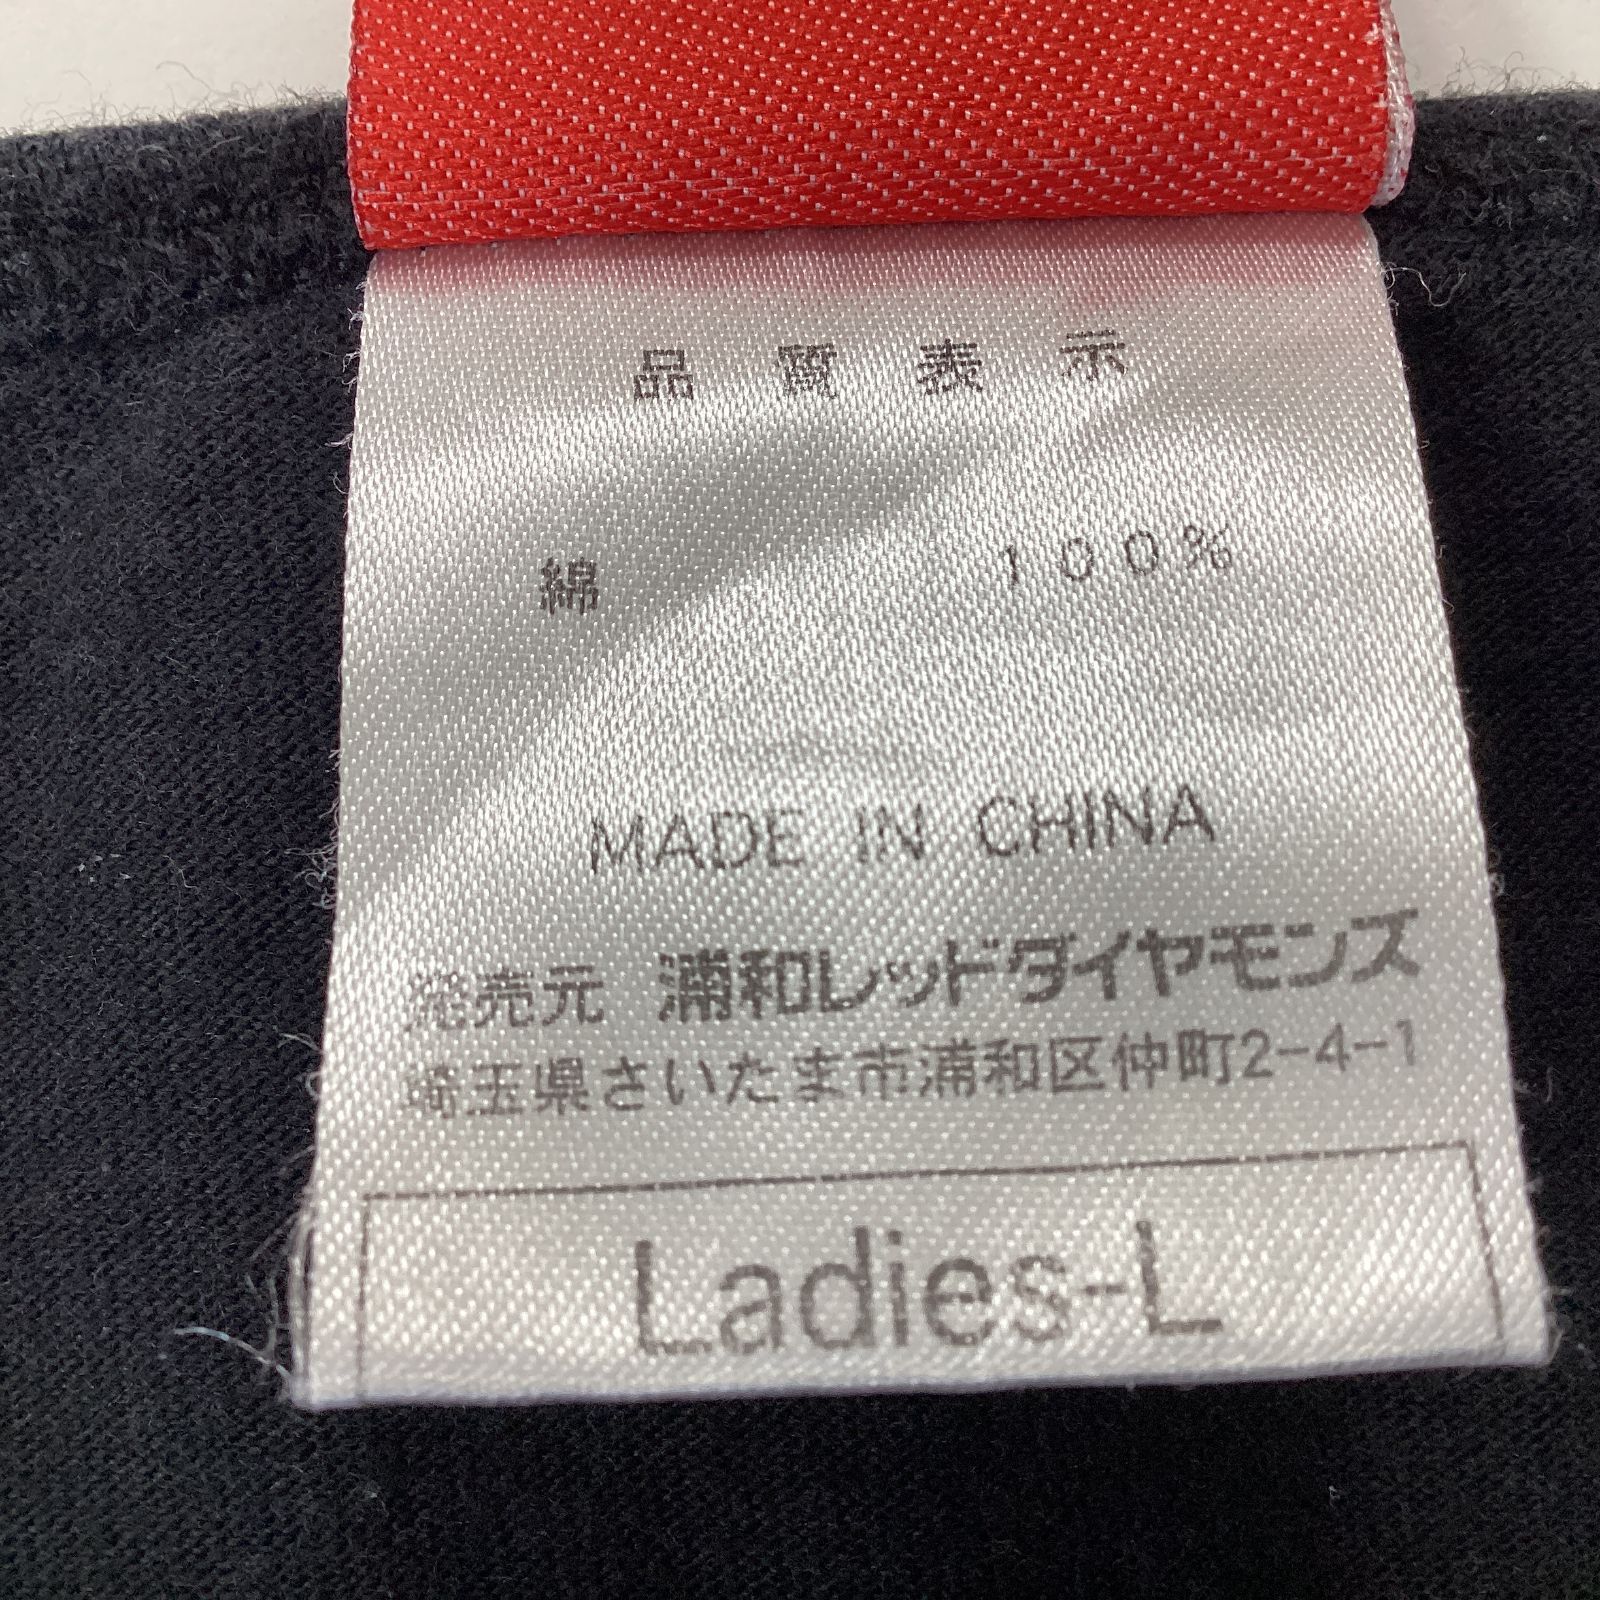 品質表示
綿 100%
MADE IN CHINA
発売元 浦和レッドダイヤモンズ
埼玉県さいたま市浦和区仲町2-4-1
Ladies-L